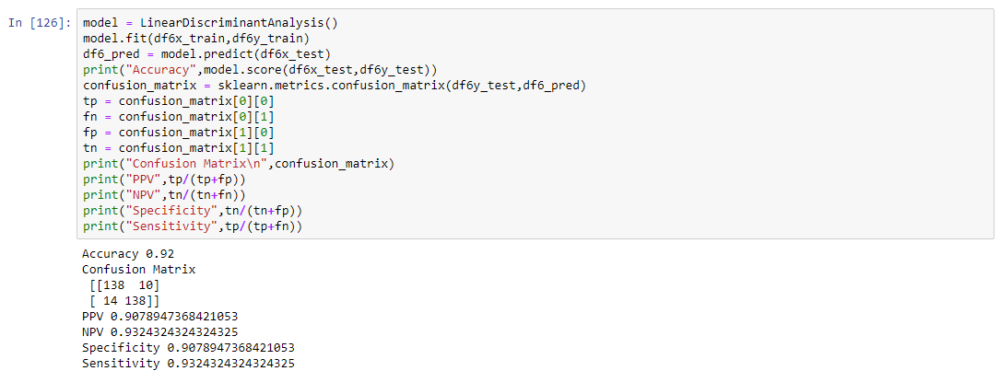 In [126]: model = LinearDiscriminantAnalysis()
model.fit(df6x_train,df6y_train)
df6_pred = model.predict(df6x_test)
print("Accuracy",model.score(df6x_test,df6y_test))
confusion_matrix = sklearn.metrics.confusion_matrix(df6y_test,df6_pred)
tp = confusion_matrix[0][0]
fn = confusion_matrix[0][1]
fp = confusion_matrix[1][0]
tn = confusion_matrix[1][1]
print("Confusion Matrix\n",confusion_matrix)
print("PPV",tp/(tp+fp))
print("NPV",tn/(tn+fn))
print("Specificity",tn/(tn+fp))
print("Sensitivity",tp/(tp+fn))
Accuracy 0.92
Confusion Matrix
[[138  10]
[ 14 138]]
PPV 0.9078947368421053
NPV 0.9324324324324325
Specificity 0.9078947368421053
Sensitivity 0.9324324324324325